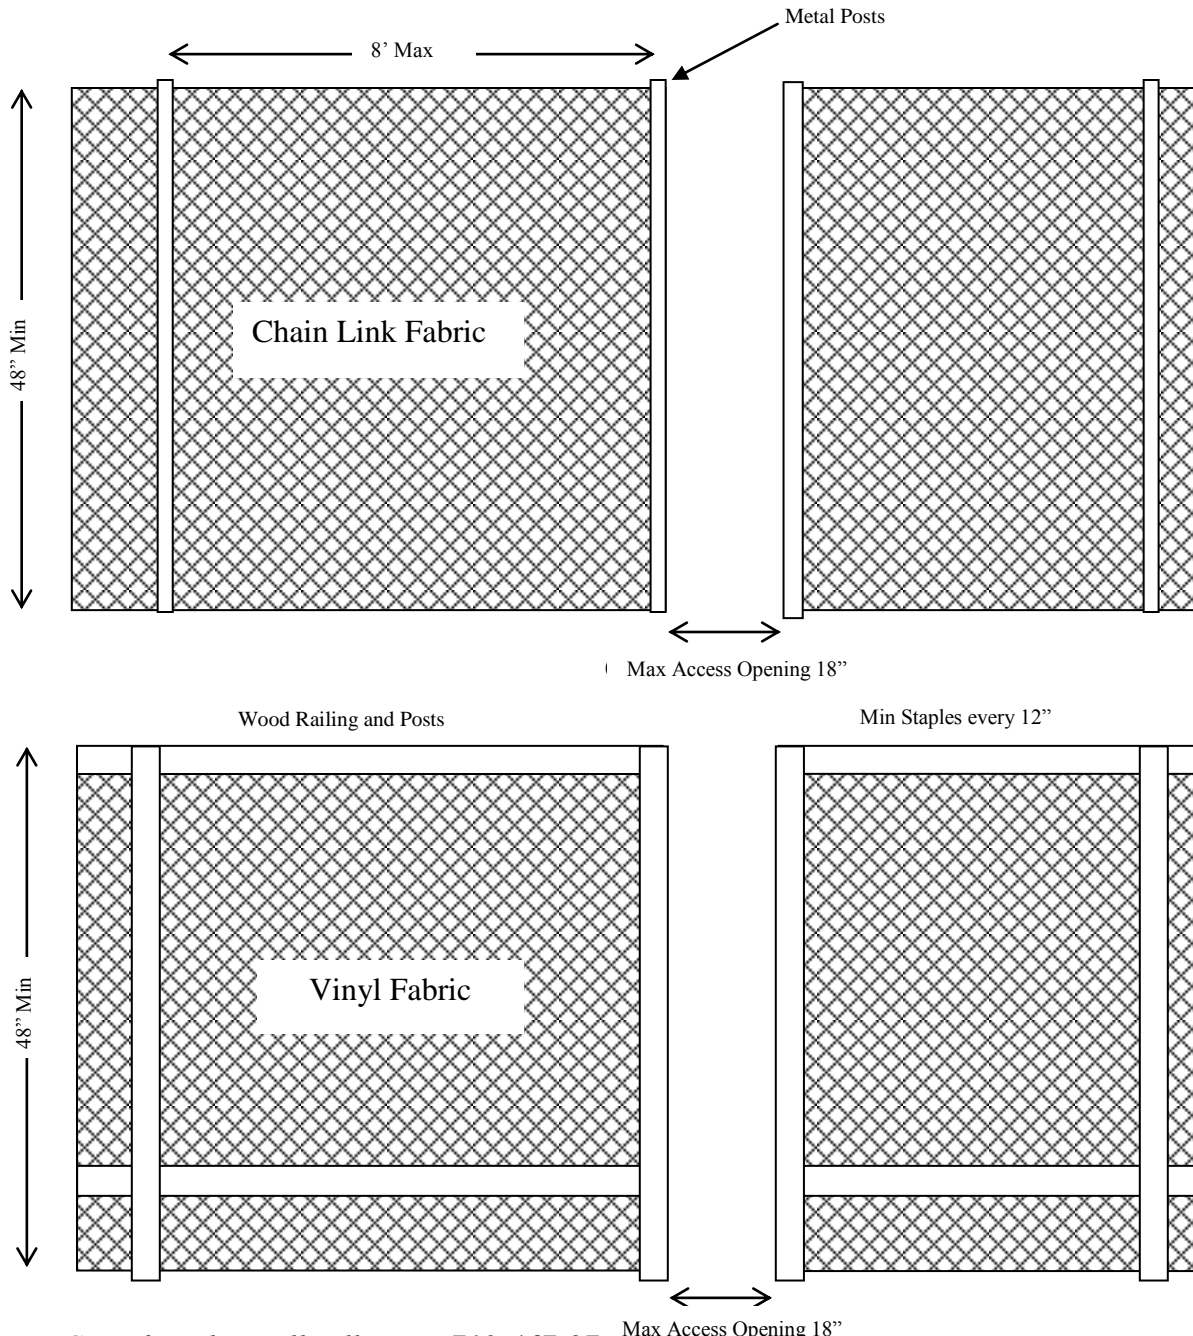 Metal Posts
8’ Max
48” Min
Chain Link Fabric
Max Access Opening 18”
Wood Railing and Posts
Min Staples every 12”
48” Min
Vinyl Fabric
Max Access Opening 18”